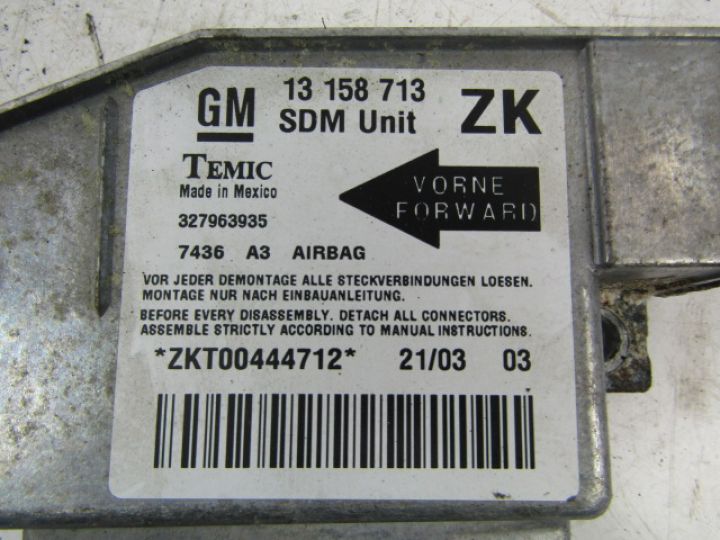 GM 13 158 713 ZK
SDM Unit
TEMIC
Made in Mexico
VORNE
FORWARD
327963935
7436 A3 AIRBAG
VOR JEDER DEMONTAGE ALLE STECKVERBINDUNGEN LOESEN.
MONTAGE NUR NACH EINBAUANLEITUNG.
BEFORE EVERY DISASSEMBLY. DETACH ALL CONNECTORS.
ASSEMBLE STRICTLY ACCORDING TO MANUAL INSTRUCTIONS.
*ZKT00444712* 21/03 03